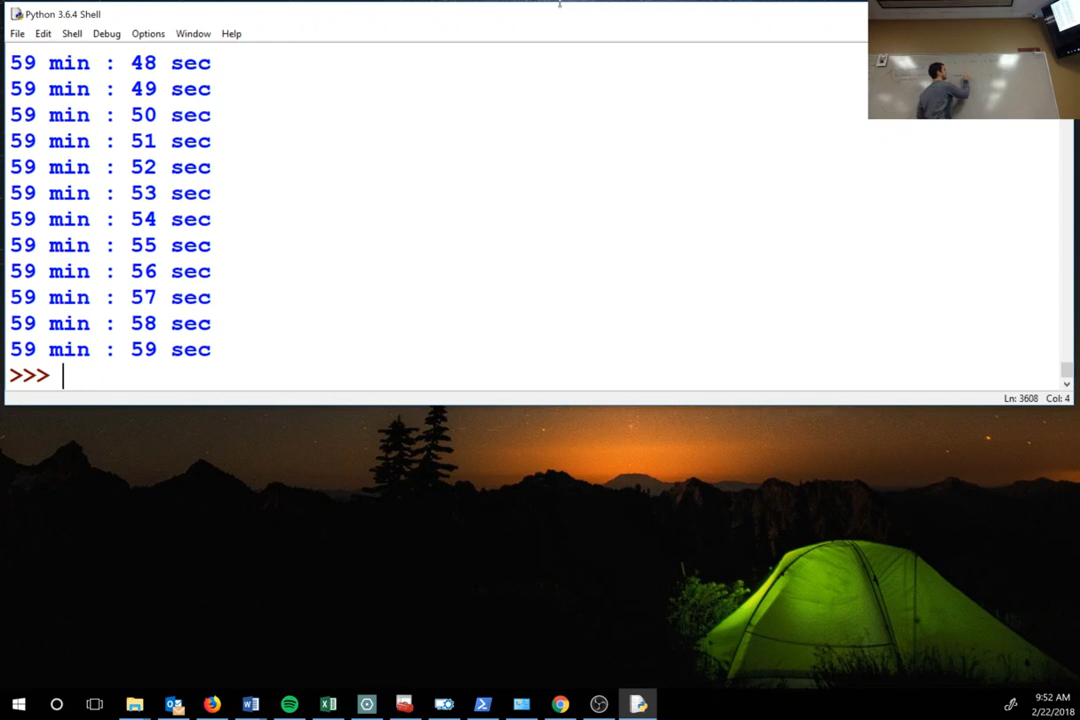 Python 3.6.4 Shell
File Edit Shell Debug Options Window Help
59 min : 48 sec
59 min : 49 sec
59 min : 50 sec
59 min : 51 sec
59 min : 52 sec
59 min : 53 sec
59 min : 54 sec
59 min : 55 sec
59 min : 56 sec
59 min : 57 sec
59 min : 58 sec
59 min : 59 sec
>>>
Ln: 3608 Col: 4
9:52 AM
2/22/2018